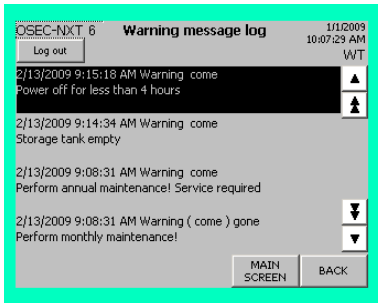 OSEC-NXT 6 Warning message log 1/1/2009
Log out 10:07:29 AM
WT
2/13/2009 9:15:18 AM Warning come
Power off for less than 4 hours
2/13/2009 9:14:34 AM Warning come
Storage tank empty
2/13/2009 9:08:31 AM Warning come
Perform annual maintenance! Service required
2/13/2009 9:08:31 AM Warning ( come ) gone
Perform monthly maintenance!
MAIN
SCREEN
BACK